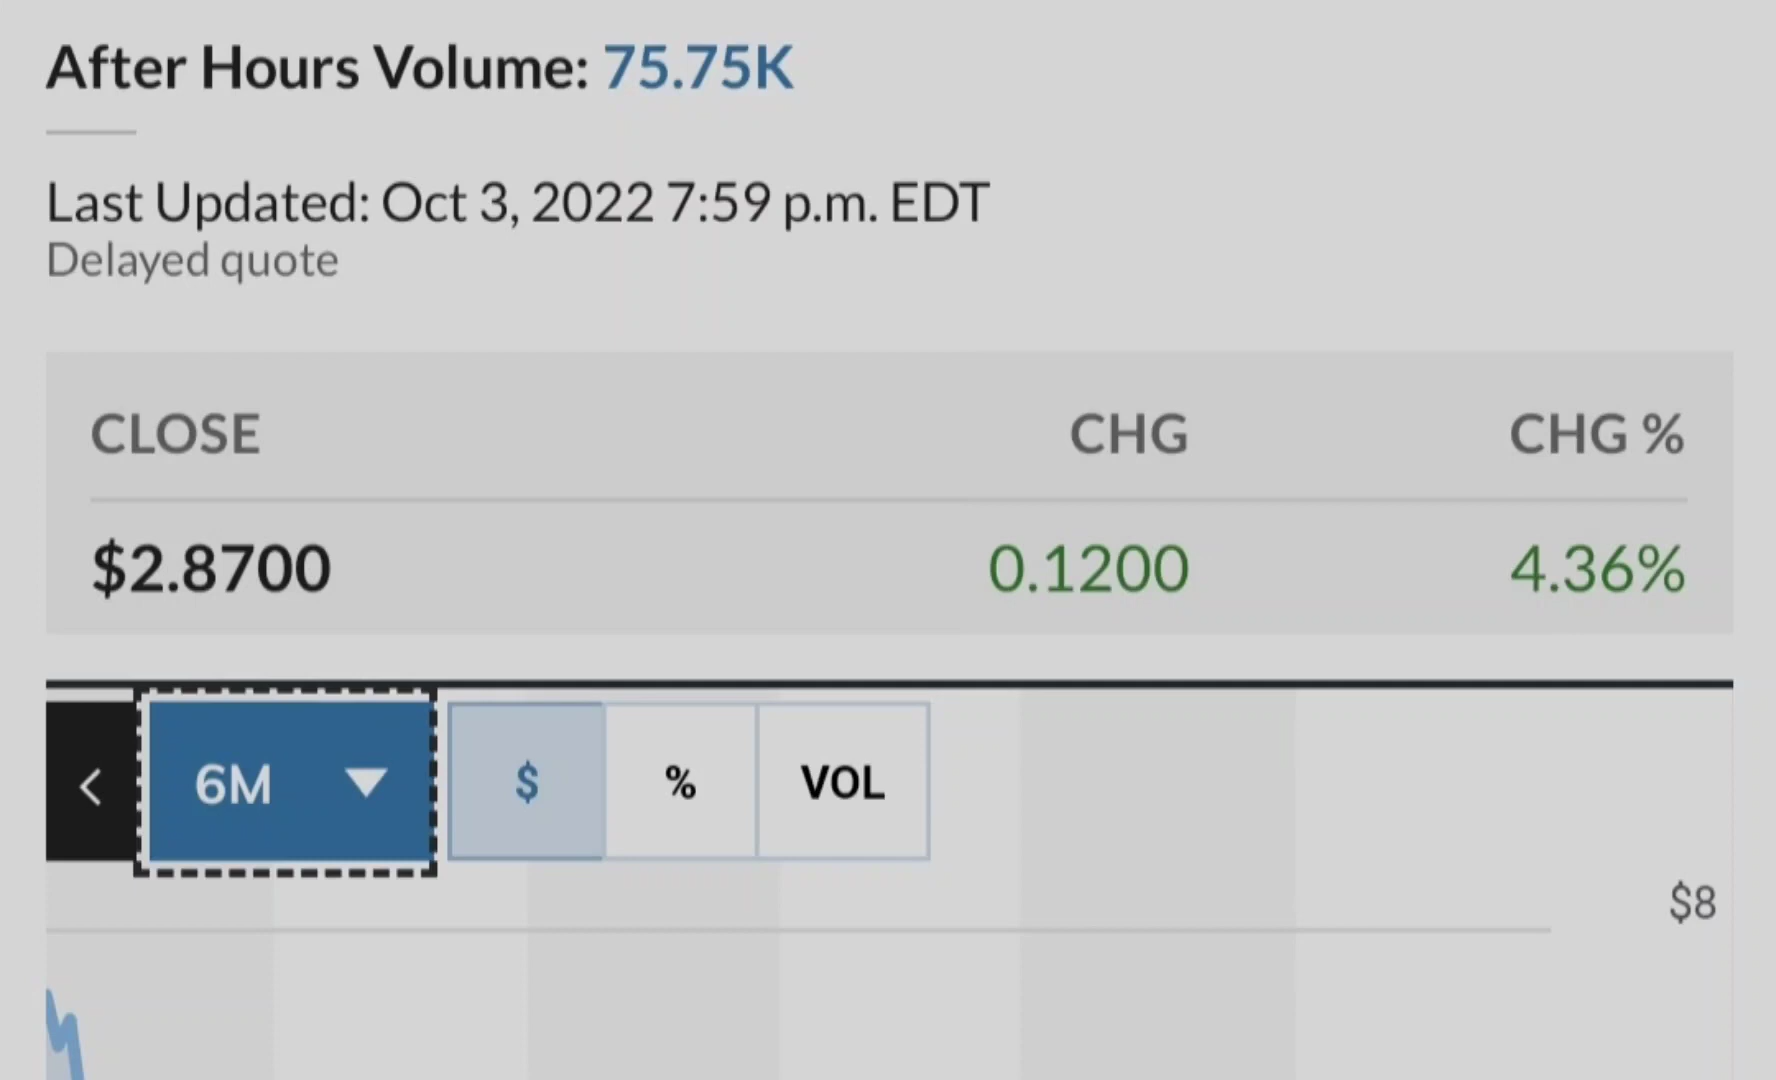 After Hours Volume: 75.75K
Last Updated: Oct 3, 2022 7:59 p.m. EDT
Delayed quote
CLOSE CHG CHG %
$2.8700 0.1200 4.36%
6M $ % VOL
$8